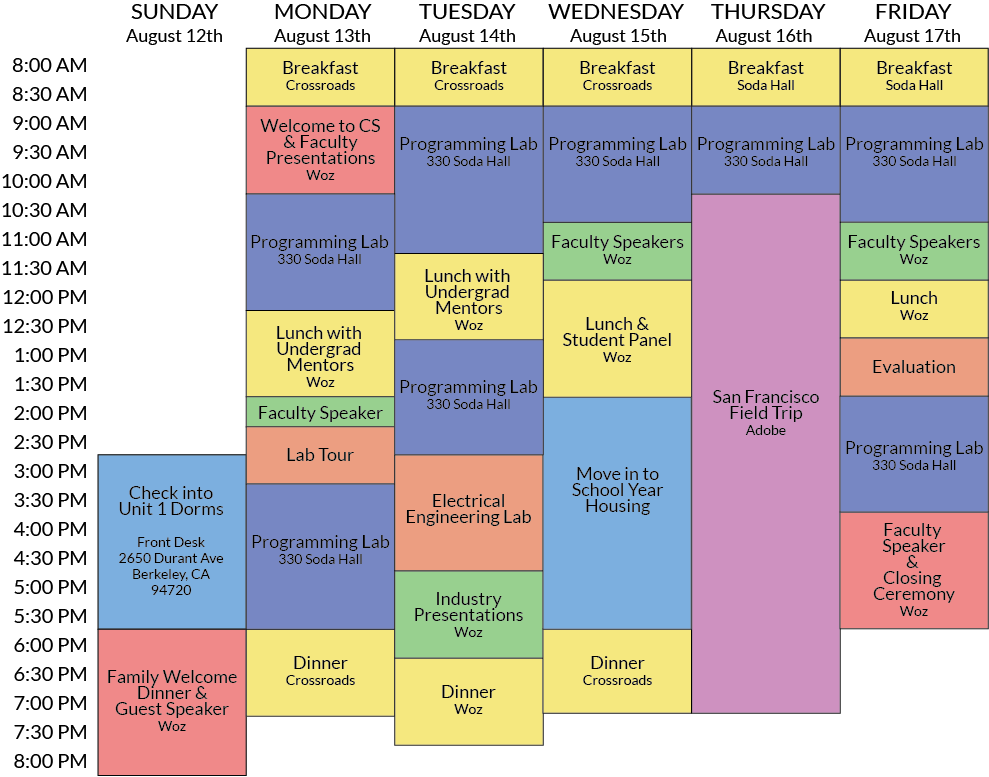 SUNDAY
August 12th
MONDAY
August 13th
TUESDAY
August 14th
WEDNESDAY
August 15th
THURSDAY
August 16th
FRIDAY
August 17th
8:00 AM
8:30 AM
9:00 AM
9:30 AM
10:00 AM
10:30 AM
11:00 AM
11:30 AM
12:00 PM
12:30 PM
1:00 PM
1:30 PM
2:00 PM
2:30 PM
3:00 PM
3:30 PM
4:00 PM
4:30 PM
5:00 PM
5:30 PM
6:00 PM
6:30 PM
7:00 PM
7:30 PM
8:00 PM
Check into
Unit 1 Dorms
Front Desk
2650 Durant Ave
Berkeley, CA
94720
Family Welcome
Dinner &
Guest Speaker
Woz
Breakfast
Crossroads
Welcome to CS
& Faculty
Presentations
Woz
Programming Lab
330 Soda Hall
Lunch with
Undergrad
Mentors
Woz
Faculty Speaker
Lab Tour
Programming Lab
330 Soda Hall
Dinner
Crossroads
Breakfast
Crossroads
Programming Lab
330 Soda Hall
Lunch with
Undergrad
Mentors
Woz
Programming Lab
330 Soda Hall
Electrical
Engineering Lab
Industry
Presentations
Woz
Dinner
Woz
Breakfast
Crossroads
Programming Lab
330 Soda Hall
Faculty Speakers
Woz
Lunch &
Student Panel
Woz
Move in to
School Year
Housing
Dinner
Crossroads
Breakfast
Soda Hall
Programming Lab
330 Soda Hall
San Francisco
Field Trip
Adobe
Breakfast
Soda Hall
Programming Lab
330 Soda Hall
Faculty Speakers
Woz
Lunch
Woz
Evaluation
Programming Lab
330 Soda Hall
Faculty
Speaker
&
Closing
Ceremony
Woz